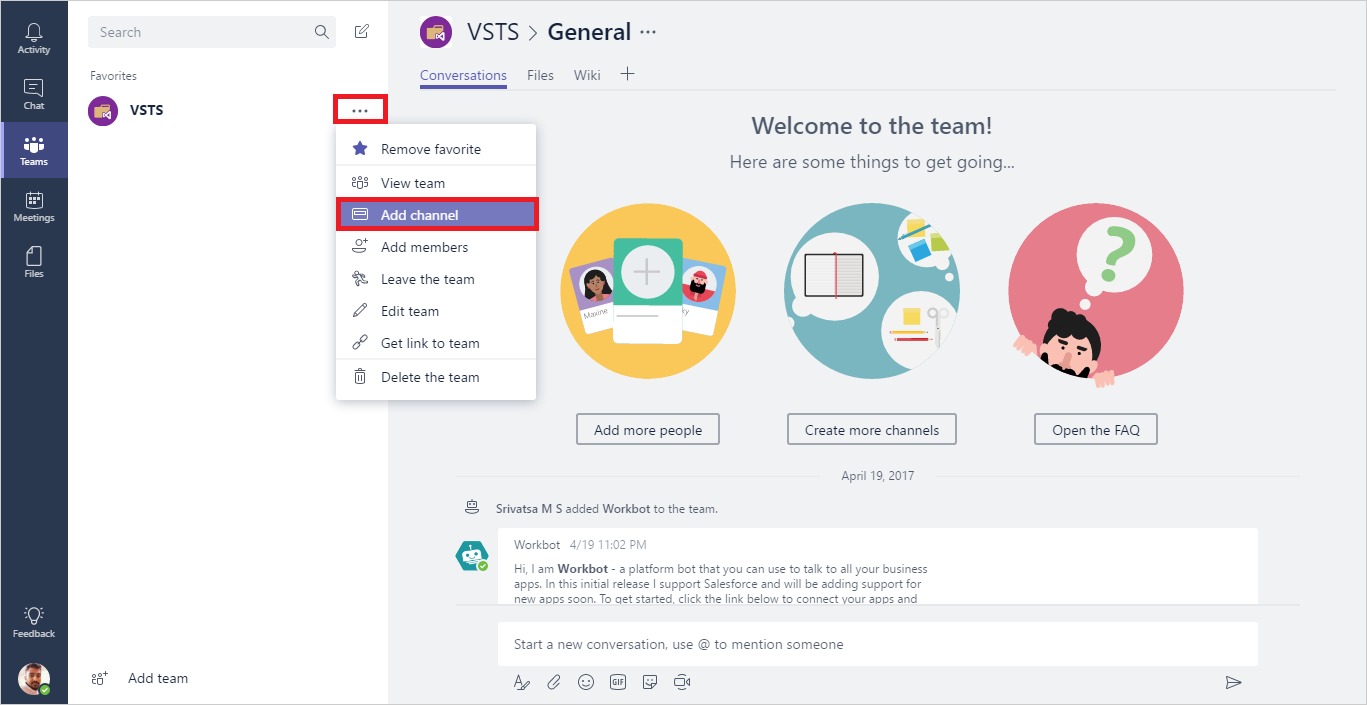 Activity
Chat
Teams
Meetings
Files
Feedback
Search
Favorites
VSTS
...
Remove favorite
View team
Add channel
Add members
Leave the team
Edit team
Get link to team
Delete the team
Add team
VSTS > General ...
Conversations Files Wiki +
Welcome to the team!
Here are some things to get going...
Maxine
Add more people
Create more channels
Open the FAQ
April 19, 2017
Srivatsa M S added Workbot to the team.
Workbot 4/19 11:02 PM
Hi, I am Workbot - a platform bot that you can use to talk to all your business
apps. In this initial release I support Salesforce and will be adding support for
new apps soon. To get started, click the link below to connect your apps and
Start a new conversation, use @ to mention someone
GIF